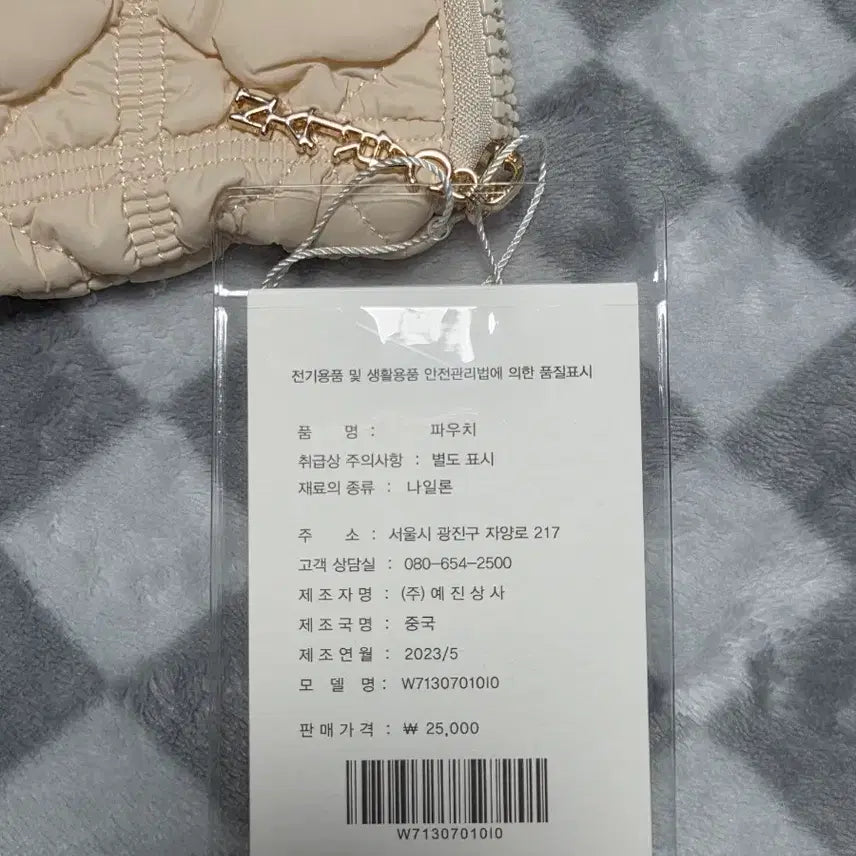 전기용품 및 생활용품 안전관리법에 의한 품질표시
품 명 : 파우치
취급상 주의사항 : 별도 표시
재료의 종류 : 나일론
주 소 : 서울시 광진구 자양로 217
고객 상담실 : 080-654-2500
제 조 자 명 : (주) 예 진 상 사
제 조 국 명 : 중국
제 조 연 월 : 2023/5
모 델 명 : W7130701OIO
판 매 가 격 : ₩ 25,000
W7130701OIO